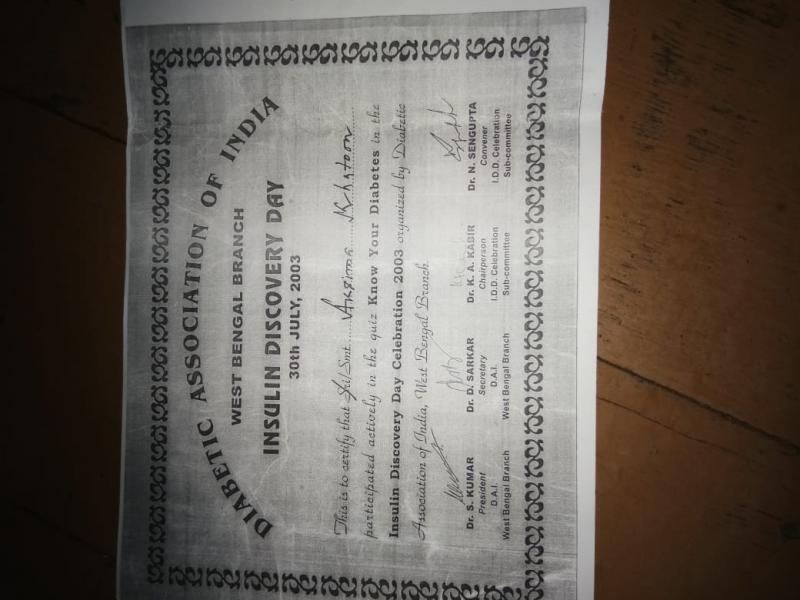 DIABETIC ASSOCIATION OF INDIA
WEST BENGAL BRANCH
INSULIN DISCOVERY DAY
30th JULY, 2003
This is to certify that Sri/Smt. Khatoon
participated actively in the quiz Know Your Diabetes in the
Insulin Discovery Day Celebration 2003 organized by Diabetic
Association of India, West Bengal Branch.
Dr. S. KUMAR Dr. D. SARKAR Dr. K. A. KABIR Dr. N. SENGUPTA
President Secretary Chairperson Convener
D.A.I. D.A.I. I.D.D. Celebration I.D.D. Celebration
West Bengal Branch West Bengal Branch Sub-committee Sub-committee